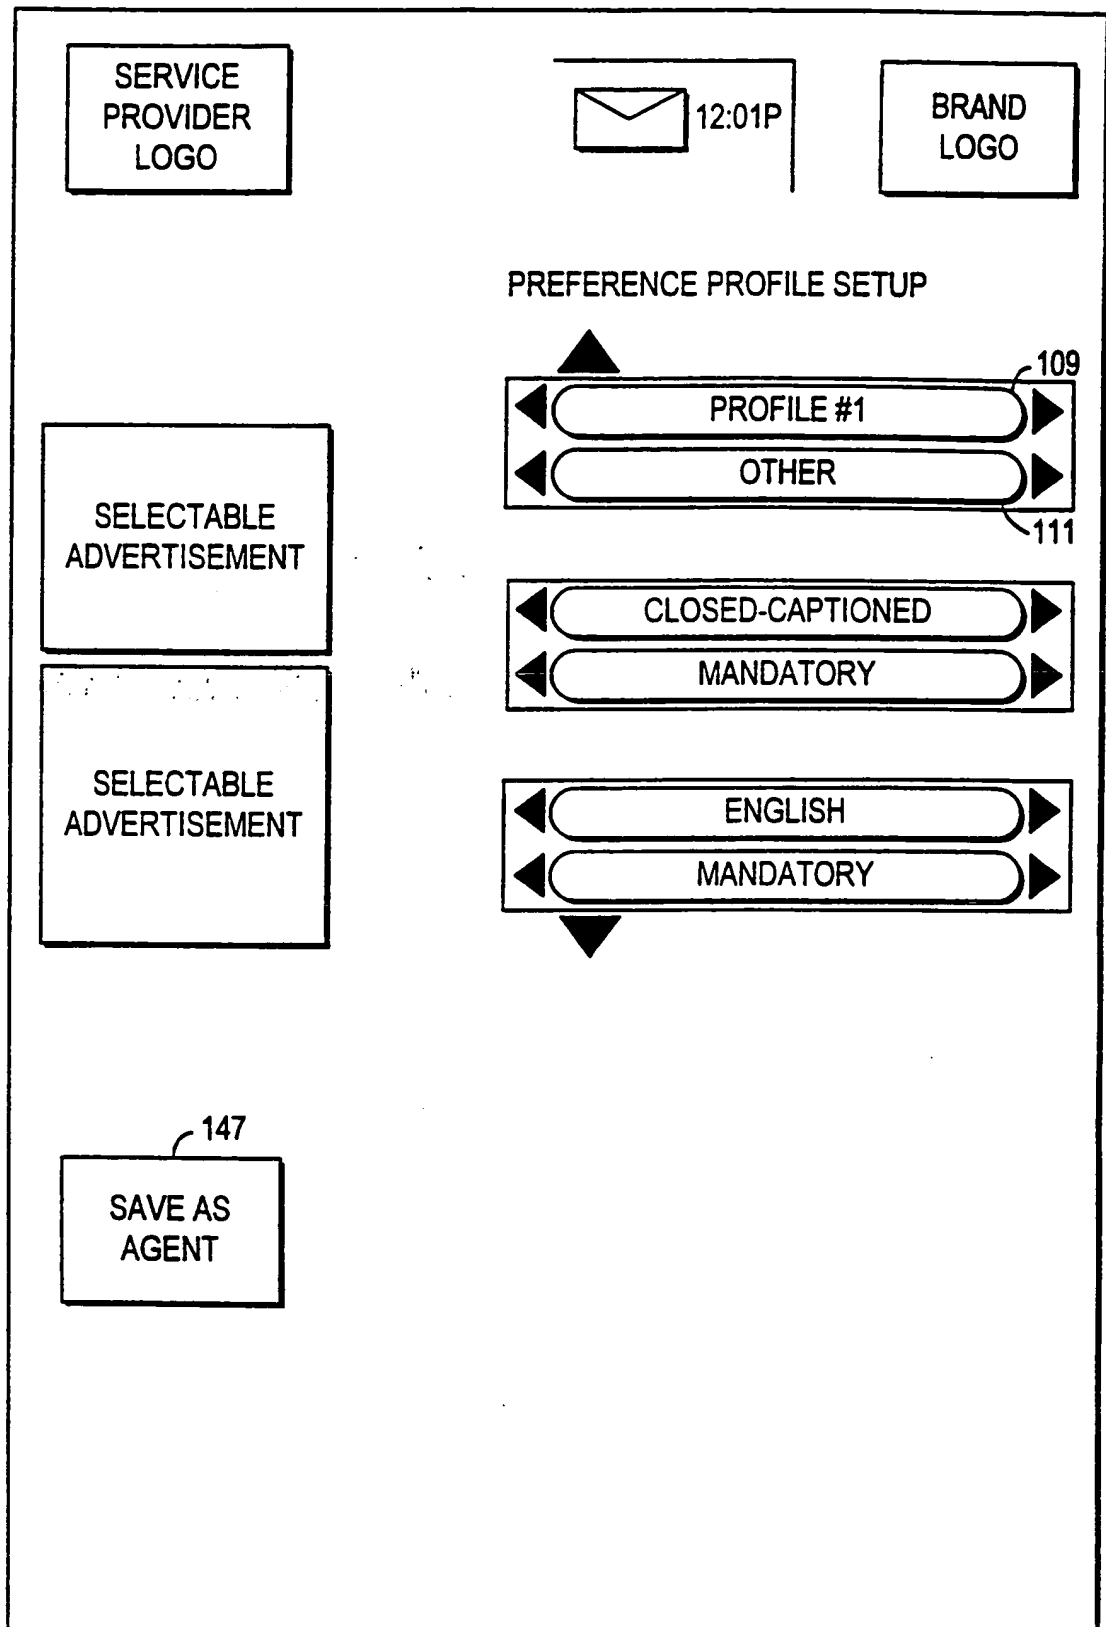 SERVICE
PROVIDER
LOGO
12:01P
BRAND
LOGO
PREFERENCE PROFILE SETUP
109
PROFILE #1
OTHER
111
SELECTABLE
ADVERTISEMENT
CLOSED-CAPTIONED
MANDATORY
SELECTABLE
ADVERTISEMENT
ENGLISH
MANDATORY
147
SAVE AS
AGENT